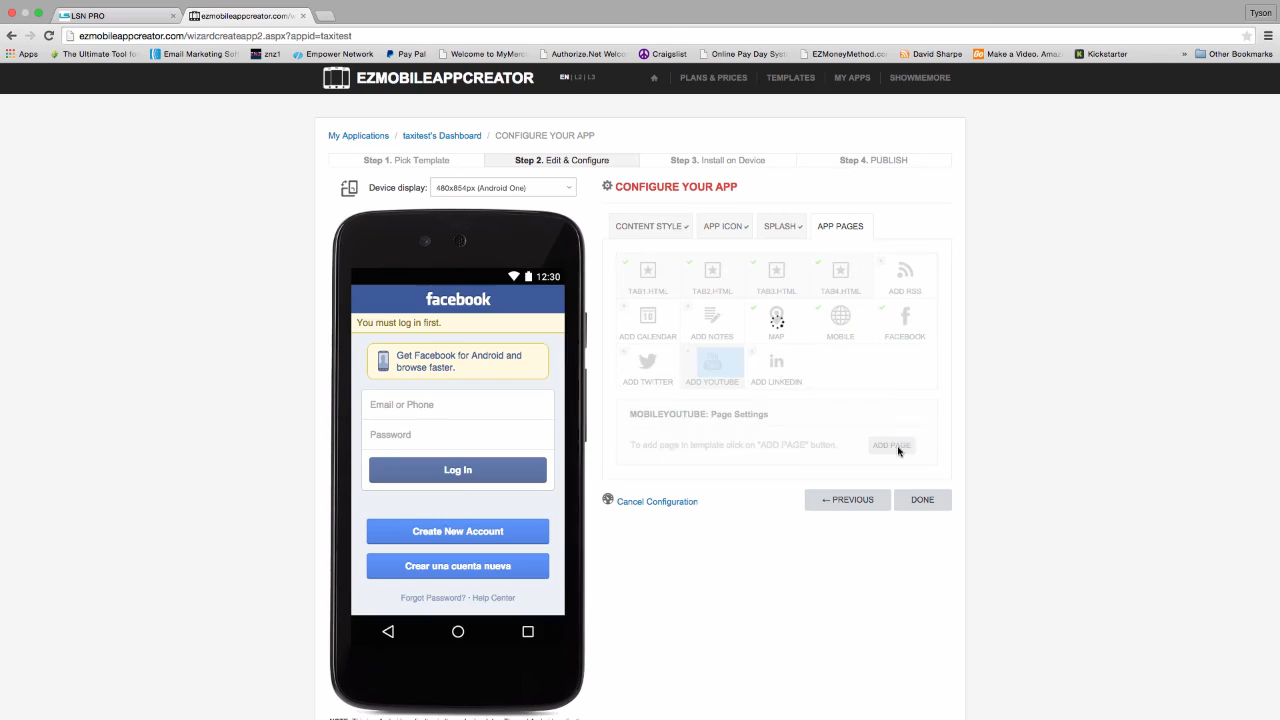 LSN PRO
ezmobileappcreator.com/w
Tyson
ezmobileappcreator.com/wizardcreateapp2.aspx?appid=taxitest
Apps
The Ultimate Tool for
Email Marketing Soft
znz1
Empower Network
Pay Pal
Welcome to MyMerc
Authorize.Net Welcom
Craigslist
Online Pay Day Syst
EZMoneyMethod.com
David Sharpe
Make a Video. Amaz
Kickstarter
»
Other Bookmarks
EZMOBILEAPPCREATOR
EN | L2 | L3
PLANS & PRICES
TEMPLATES
MY APPS
SHOWMEMORE
My Applications / taxitest's Dashboard / CONFIGURE YOUR APP
Step 1. Pick Template
Step 2. Edit & Configure
Step 3. Install on Device
Step 4. PUBLISH
Device display:
480x854px (Android One)
CONFIGURE YOUR APP
CONTENT STYLE
APP ICON
SPLASH
APP PAGES
12:30
facebook
You must log in first.
Get Facebook for Android and
browse faster.
Email or Phone
Password
Log In
Create New Account
Crear una cuenta nueva
Forgot Password? · Help Center
TAB1.HTML
TAB2.HTML
TAB3.HTML
TAB4.HTML
ADD RSS
10
ADD CALENDAR
ADD NOTES
MAP
MOBILE
FACEBOOK
ADD TWITTER
ADD YOUTUBE
ADD LINKEDIN
MOBILEYOUTUBE: Page Settings
To add page in template click on "ADD PAGE" button.
ADD PAGE
Cancel Configuration
← PREVIOUS
DONE